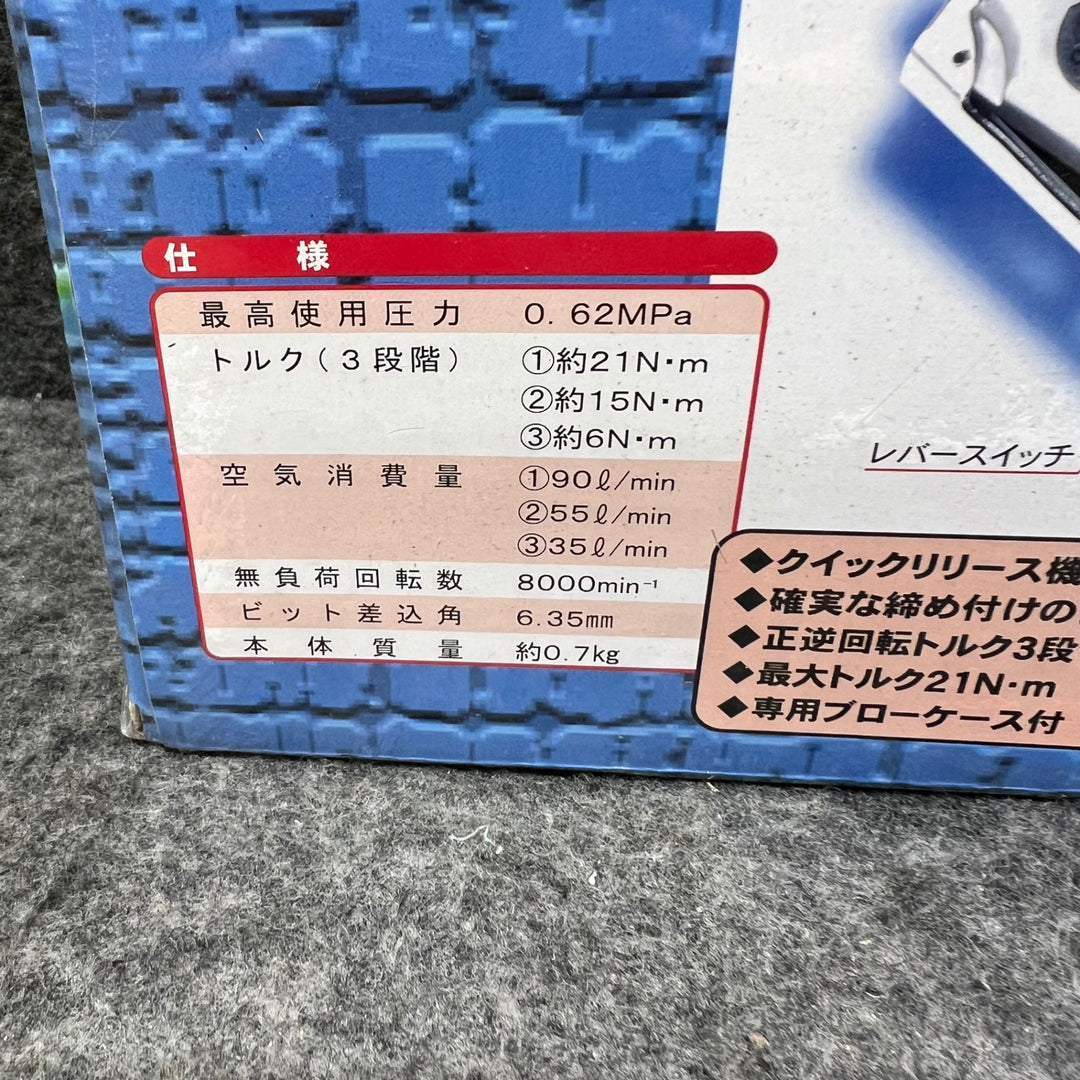 仕様
最高使用圧力 0.62MPa
トルク(3段階) ①約21N・m
②約15N・m
③約6N・m
空気消費量 ①90ℓ/min
②55ℓ/min
③35ℓ/min
無負荷回転数 8000min⁻¹
ビット差込角 6.35mm
本体質量 約0.7kg
レバースイッチ
◆クイックリリース機
◆確実な締め付けの
◆正逆回転トルク3段
◆最大トルク21N・m
◆専用ブローケース付